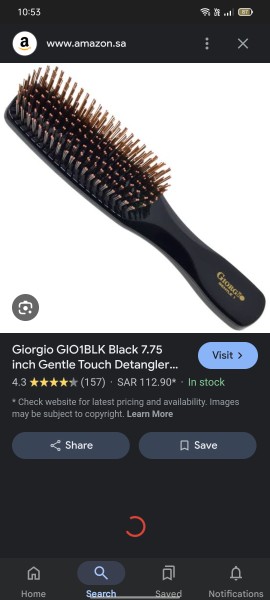 10:53
87
a
www.amazon.sa
GIORGIO
Giorgio GIO1BLK Black 7.75
inch Gentle Touch Detangler...
Visit >
4.3 ★★★★★ (157) · SAR 112.90* · In stock
* Check website for latest pricing and availability. Images
may be subject to copyright. Learn More
Share
Save
Home
Search
Saved
Notifications